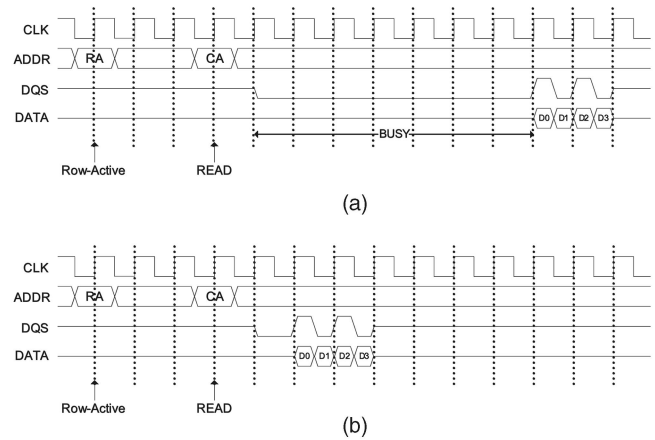 CLK
ADDR RA CA
DQS
DATA D0 D1 D2 D3
BUSY
Row-Active READ
(a)
CLK
ADDR RA CA
DQS
DATA D0 D1 D2 D3
Row-Active READ
(b)